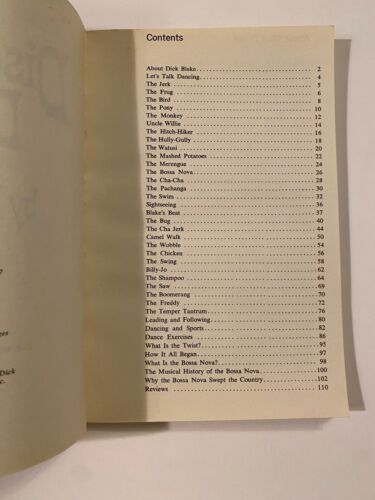 Contents
About Dick Blake 2
Let's Talk Dancing 4
The Jerk 5
The Frug 6
The Bird 8
The Pony 10
The Monkey 12
Uncle Willie 14
The Hitch-Hiker 16
The Hully-Gully 18
The Watusi 20
The Mashed Potatoes 22
The Merengue 24
The Bossa Nova 26
The Cha-Cha 28
The Pachanga 30
The Swim 32
Sightseeing 36
Blake's Beat 37
The Bug 40
The Cha Jerk 44
Camel Walk 50
The Wobble 54
The Chicken 56
The Swing 58
Billy-Jo 62
The Shampoo 64
The Saw 69
The Boomerang 70
The Freddy 72
The Temper Tantrum 76
Leading and Following 80
Dancing and Sports 82
Dance Exercises 86
What Is the Twist? 95
How It All Began 97
What Is the Bossa Nova? 98
The Musical History of the Bossa Nova 100
Why the Bossa Nova Swept the Country 102
Reviews 110
Dick